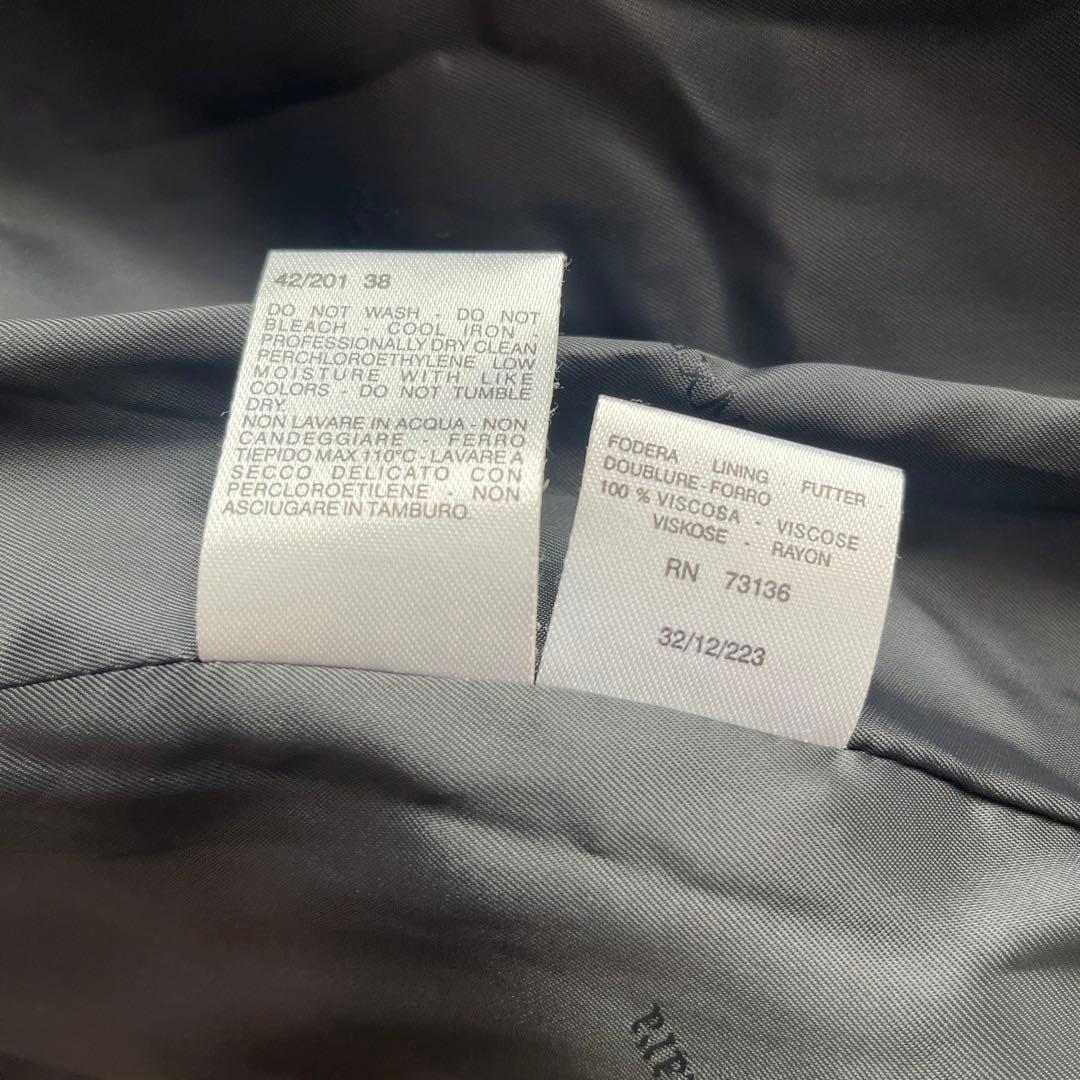 42/201 38
DO NOT WASH - DO NOT
BLEACH - COOL IRON
PROFESSIONALLY DRY CLEAN
PERCHLOROETHYLENE LOW
MOISTURE WITH LIKE
COLORS - DO NOT TUMBLE
DRY.
NON LAVARE IN ACQUA - NON
CANDEGGIARE - FERRO
TIEPIDO MAX 110°C - LAVARE A
SECCO DELICATO CON
PERCLOROETILENE - NON
ASCIUGARE IN TAMBURO
FODERA - LINING FUTTER
DOUBLURE - FORRO
100 % VISCOSA - VISCOSE
VISKOSE - RAYON
RN 73136
32/12/223